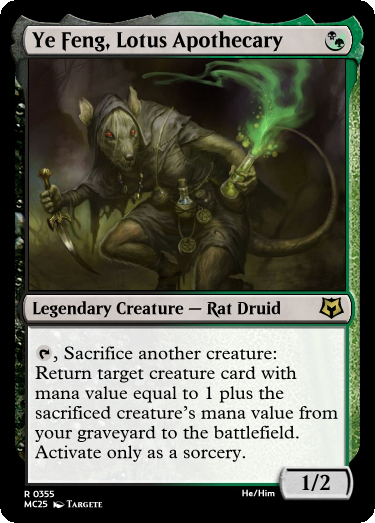 Ye Feng, Lotus Apothecary
Legendary Creature — Rat Druid
, Sacrifice another creature:
Return target creature card with
mana value equal to 1 plus the
sacrificed creature's mana value from
your graveyard to the battlefield.
Activate only as a sorcery.
1/2
R 0355
He/Him
MC25 Targete